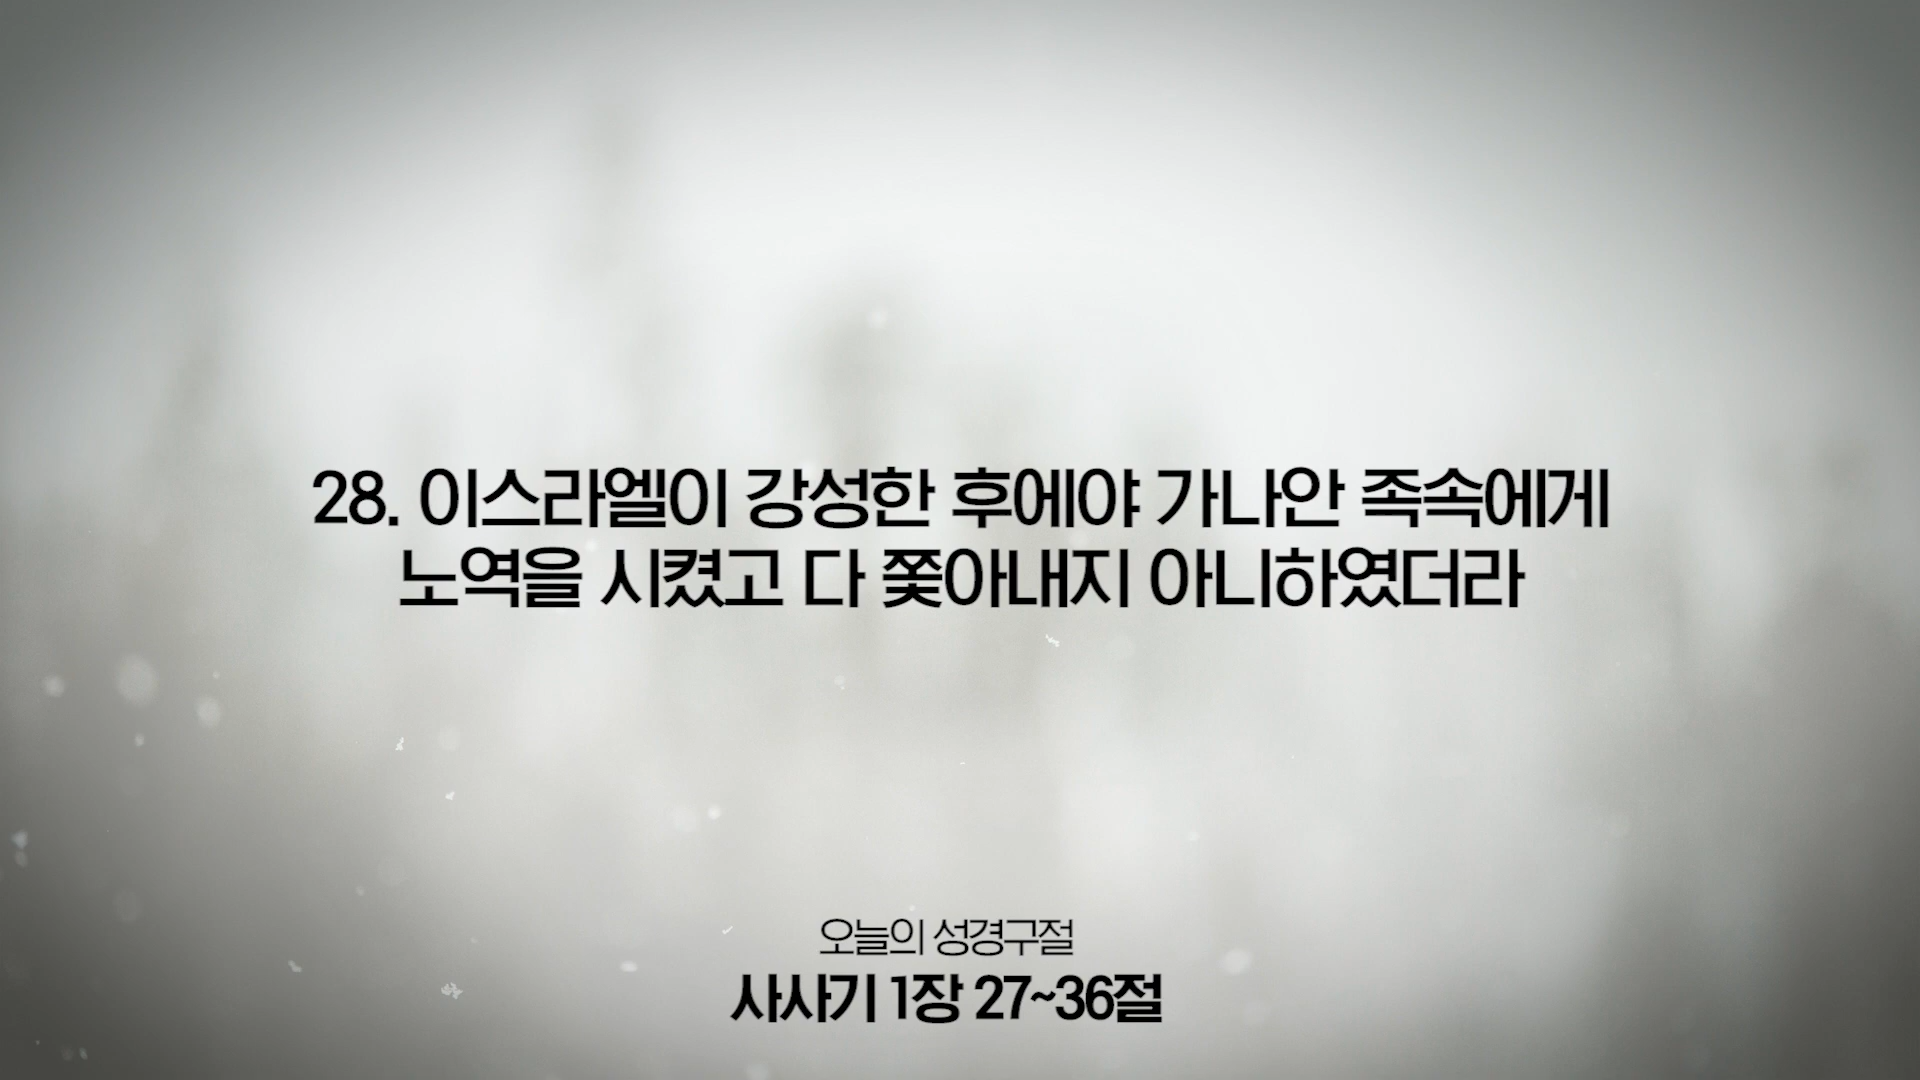 28. 이스라엘이 강성한 후에야 가나안 족속에게
노역을 시켰고 다 쫓아내지 아니하였더라
오늘의 성경구절
사사기 1장 27~36절